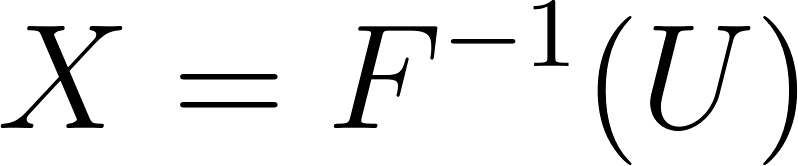 X = F⁻¹(U)